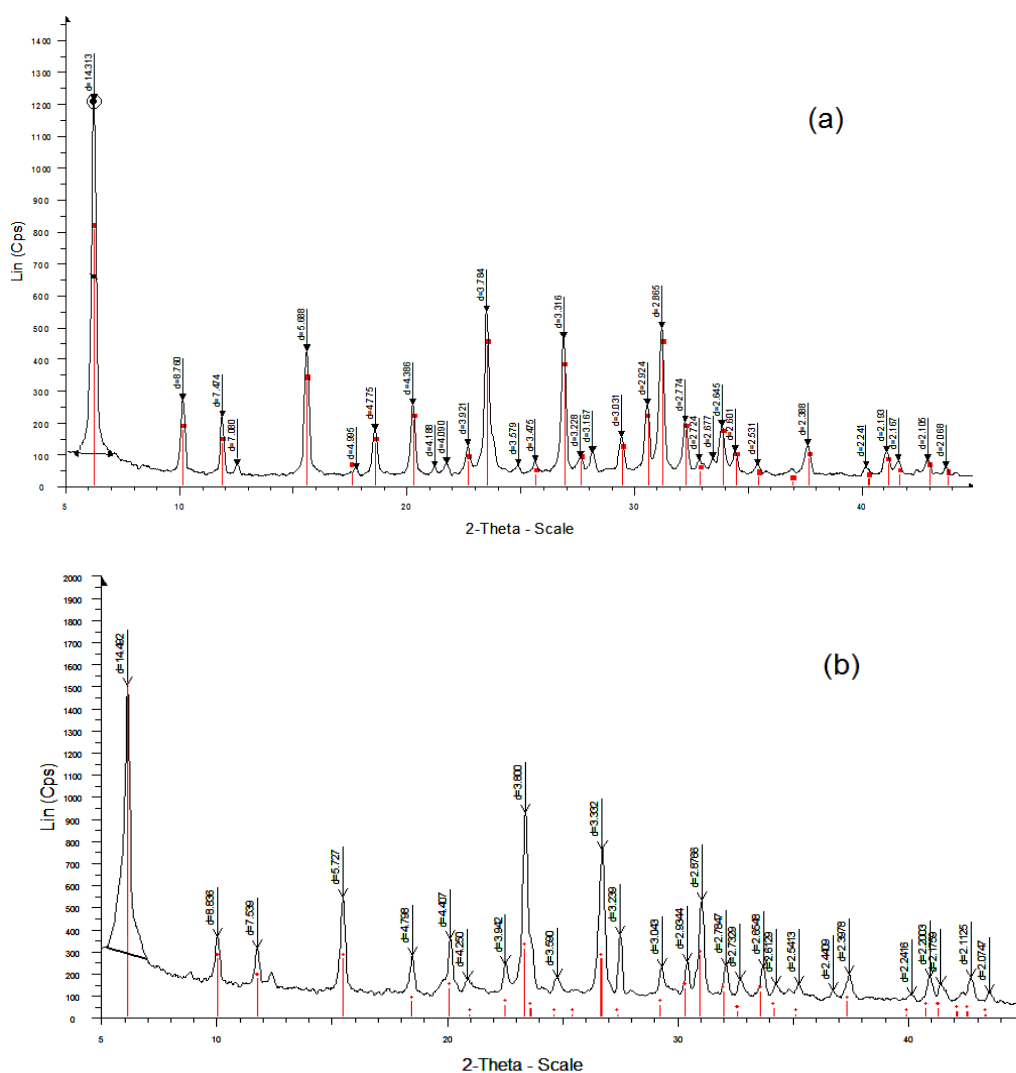 (a)
Lin (Cps)
1400
1300
1200
1100
1000
900
800
700
600
500
400
300
200
100
0
d=14.313
d=8.760
d=7.474
d=7.080
d=5.688
d=4.995
d=4.775
d=4.386
d=4.188
d=4.090
d=3.921
d=3.784
d=3.579
d=3.475
d=3.316
d=3.228
d=3.167
d=3.031
d=2.924
d=2.865
d=2.774
d=2.724
d=2.677
d=2.645
d=2.601
d=2.531
d=2.388
d=2.241
d=2.193
d=2.167
d=2.105
d=2.068
5 10 20 30 40
2-Theta - Scale
(b)
Lin (Cps)
2000
1900
1800
1700
1600
1500
1400
1300
1200
1100
1000
900
800
700
600
500
400
300
200
100
0
d=14.492
d=8.836
d=7.539
d=5.727
d=4.798
d=4.407
d=4.250
d=3.942
d=3.800
d=3.590
d=3.332
d=3.239
d=3.043
d=2.9344
d=2.8766
d=2.7847
d=2.7329
d=2.6548
d=2.6129
d=2.5413
d=2.4409
d=2.3978
d=2.2416
d=2.2003
d=2.1759
d=2.1125
d=2.0747
5 10 20 30 40
2-Theta - Scale